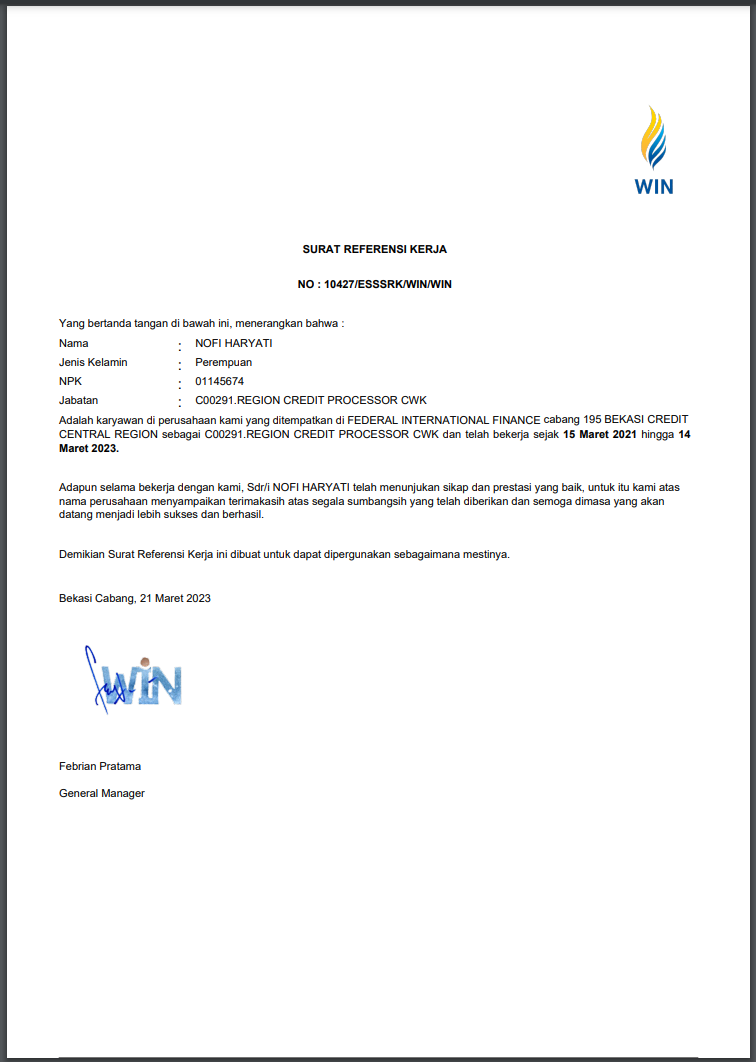 WIN
SURAT REFERENSI KERJA
NO : 10427/ESSSRK/WIN/WIN
Yang bertanda tangan di bawah ini, menerangkan bahwa :
Nama : NOFI HARYATI
Jenis Kelamin : Perempuan
NPK : 01145674
Jabatan : C00291.REGION CREDIT PROCESSOR CWK
Adalah karyawan di perusahaan kami yang ditempatkan di FEDERAL INTERNATIONAL FINANCE cabang 195 BEKASI CREDIT
CENTRAL REGION sebagai C00291.REGION CREDIT PROCESSOR CWK dan telah bekerja sejak 15 Maret 2021 hingga 14
Maret 2023.
Adapun selama bekerja dengan kami, Sdr/i NOFI HARYATI telah menunjukan sikap dan prestasi yang baik, untuk itu kami atas
nama perusahaan menyampaikan terimakasih atas segala sumbangsih yang telah diberikan dan semoga dimasa yang akan
datang menjadi lebih sukses dan berhasil.
Demikian Surat Referensi Kerja ini dibuat untuk dapat dipergunakan sebagaimana mestinya.
Bekasi Cabang, 21 Maret 2023
WiN
Febrian Pratama
General Manager